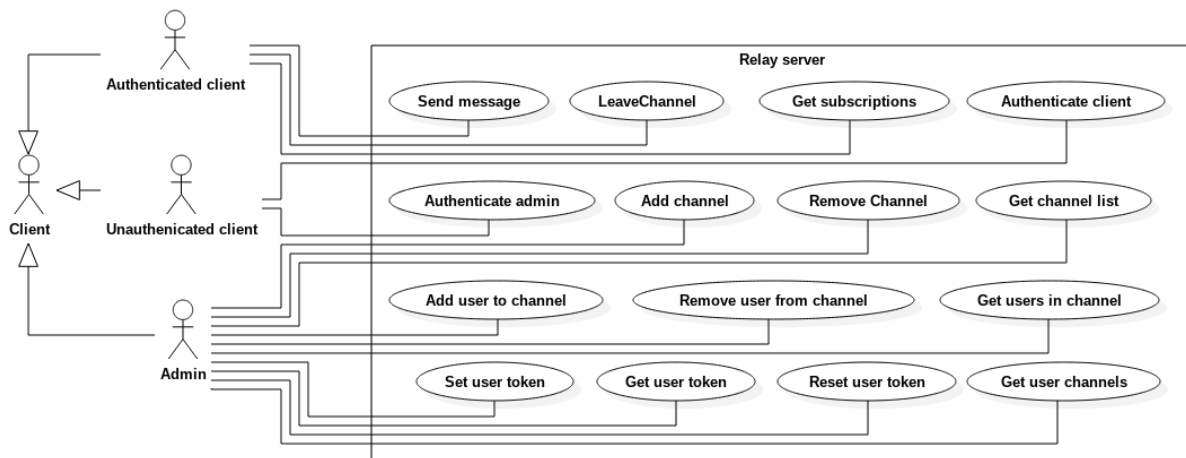 Relay server
Authenticated client
Send message
LeaveChannel
Get subscriptions
Authenticate client
Client
Unauthenicated client
Authenticate admin
Add channel
Remove Channel
Get channel list
Add user to channel
Remove user from channel
Get users in channel
Admin
Set user token
Get user token
Reset user token
Get user channels